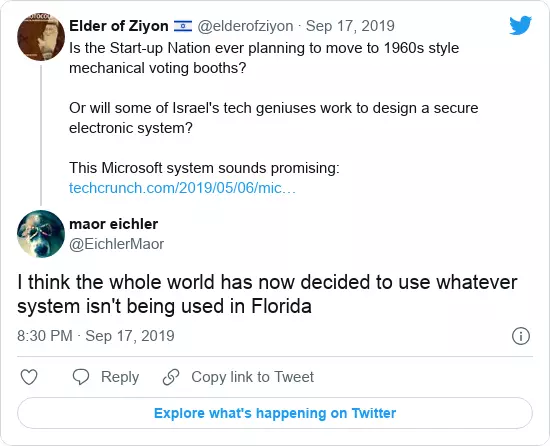 Elder of Ziyon 🇮🇱 @elderofziyon · Sep 17, 2019
Is the Start-up Nation ever planning to move to 1960s style
mechanical voting booths?
Or will some of Israel's tech geniuses work to design a secure
electronic system?
This Microsoft system sounds promising:
techcrunch.com/2019/05/06/mic…
maor eichler
@EichlerMaor
I think the whole world has now decided to use whatever
system isn't being used in Florida
8:30 PM · Sep 17, 2019
Reply
Copy link to Tweet
Explore what's happening on Twitter